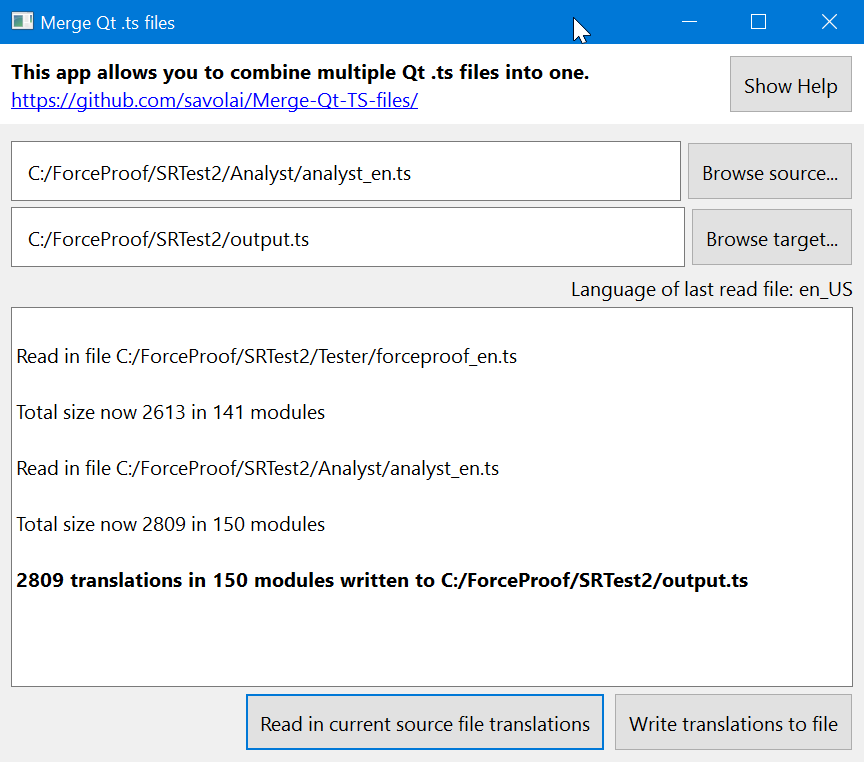 Merge Qt .ts files
This app allows you to combine multiple Qt .ts files into one.
https://github.com/savolai/Merge-Qt-TS-files/
Show Help
C:/ForceProof/SRTest2/Analyst/analyst_en.ts
Browse source...
C:/ForceProof/SRTest2/output.ts
Browse target...
Language of last read file: en_US
Read in file C:/ForceProof/SRTest2/Tester/forceproof_en.ts
Total size now 2613 in 141 modules
Read in file C:/ForceProof/SRTest2/Analyst/analyst_en.ts
Total size now 2809 in 150 modules
2809 translations in 150 modules written to C:/ForceProof/SRTest2/output.ts
Read in current source file translations
Write translations to file